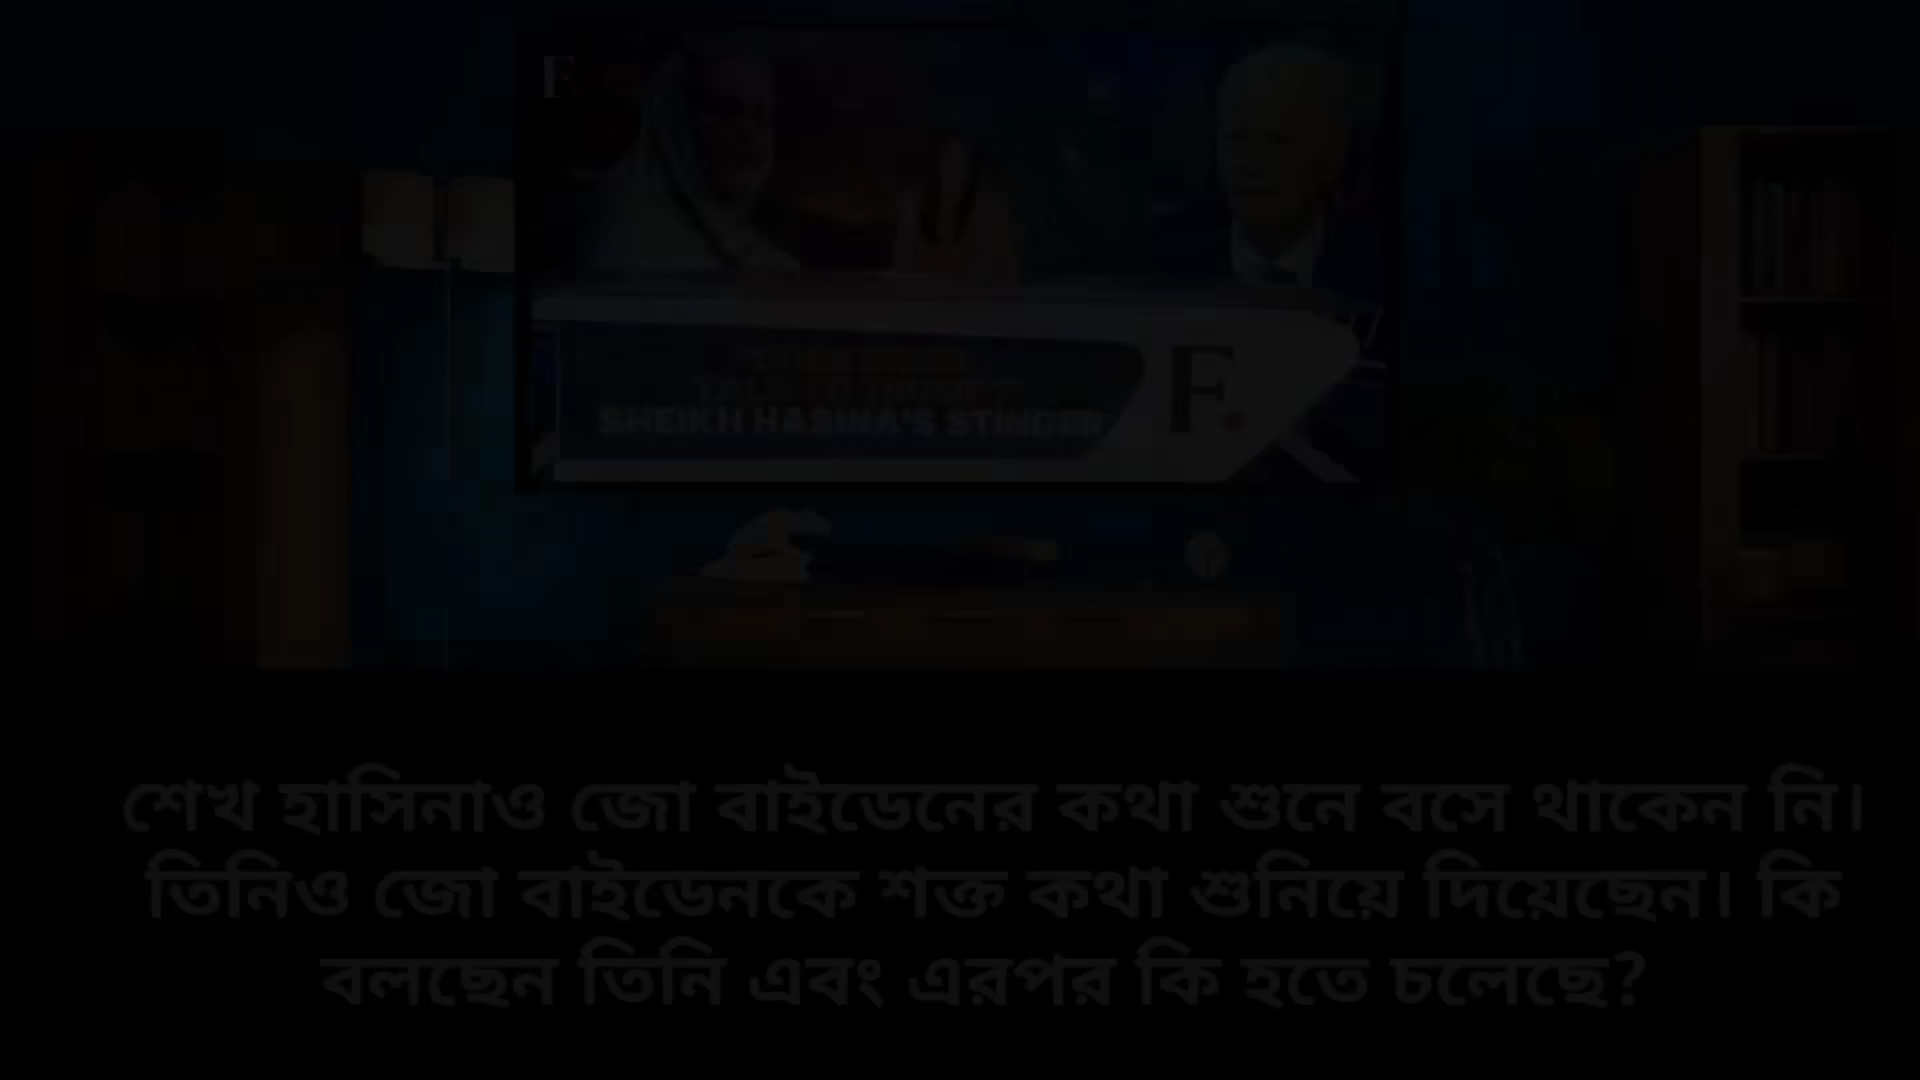 F
SHEIKH HASINA'S STINGER
F.
শেখ হাসিনাও জো বাইডেনের কথা শুনে বসে থাকেন নি।
তিনিও জো বাইডেনকে শক্ত কথা শুনিয়ে দিয়েছেন। কি
বলছেন তিনি এবং এরপর কি হতে চলেছে?